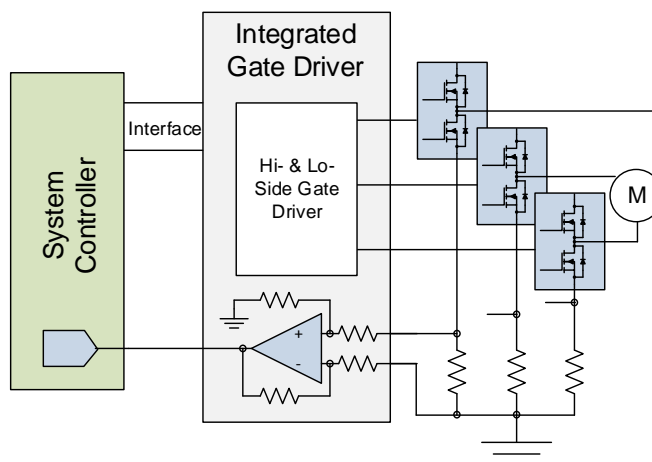 Integrated
Gate Driver
System
Controller
Interface
Hi- & Lo-
Side Gate
Driver
M
+
-